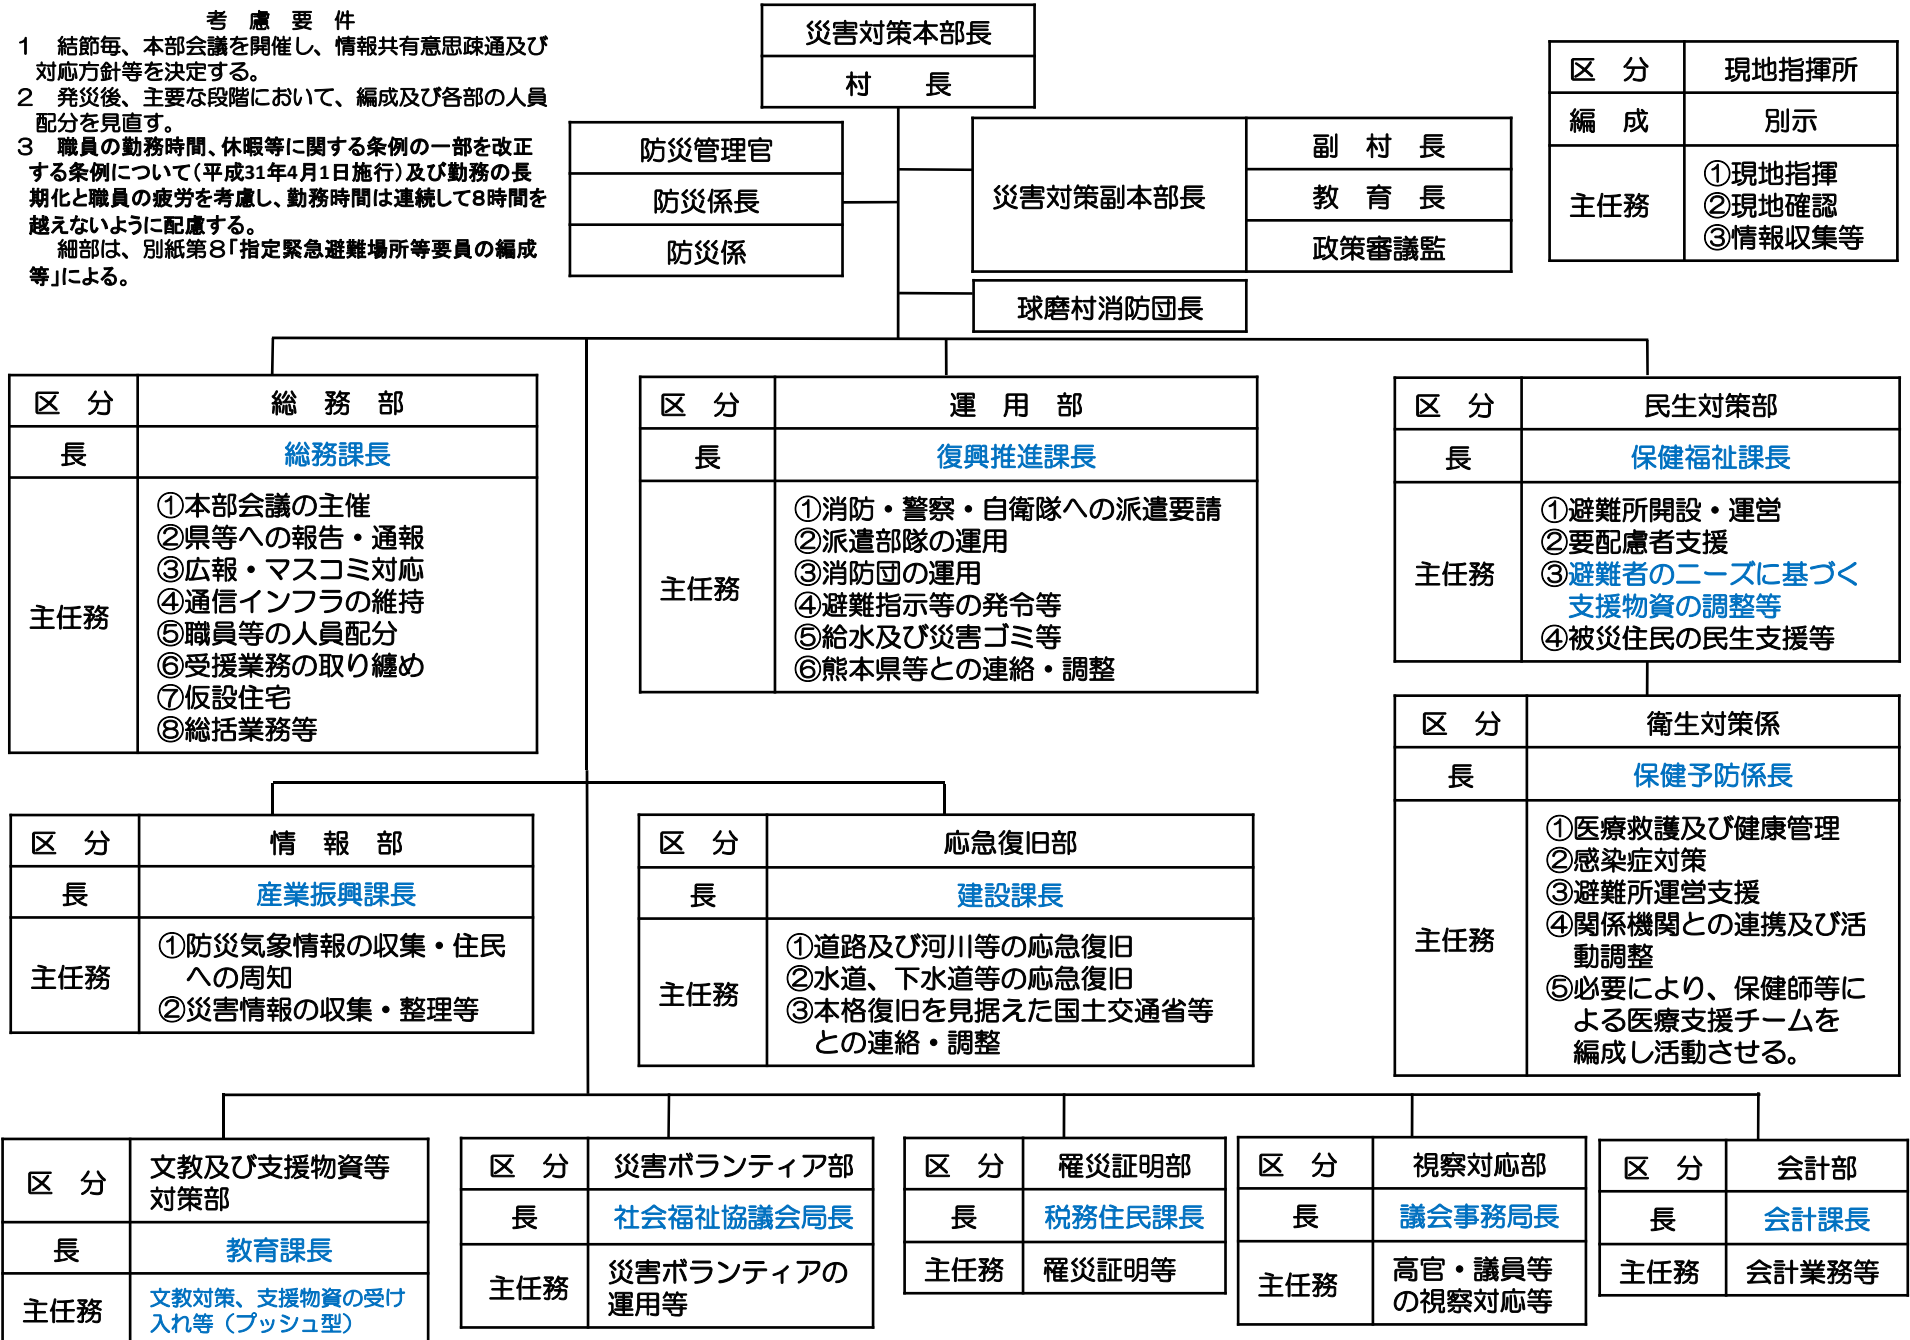 考　慮　要　件
１　結節毎、本部会議を開催し、情報共有意思疎通及び
対応方針等を決定する。
２　発災後、主要な段階において、編成及び各部の人員
配分を見直す。
３　職員の勤務時間、休暇等に関する条例の一部を改正
する条例について（平成31年4月1日施行）及び勤務の長
期化と職員の疲労を考慮し、勤務時間は連続して8時間を
越えないように配慮する。
細部は、別紙第８「指定緊急避難場所等要員の編成
等」による。
災害対策本部長
村　　長
防災管理官
防災係長
防災係
災害対策副本部長
副　村　長
教　育　長
政策審議監
球磨村消防団長
区　分　現地指揮所
編　成　別示
主任務
①現地指揮
②現地確認
③情報収集等
区　分　総　務　部
長　総務課長
主任務
①本部会議の主催
②県等への報告・通報
③広報・マスコミ対応
④通信インフラの維持
⑤職員等の人員配分
⑥受援業務の取り纏め
⑦仮設住宅
⑧総括業務等
区　分　運　用　部
長　復興推進課長
主任務
①消防・警察・自衛隊への派遣要請
②派遣部隊の運用
③消防団の運用
④避難指示等の発令等
⑤給水及び災害ゴミ等
⑥熊本県等との連絡・調整
区　分　民生対策部
長　保健福祉課長
主任務
①避難所開設・運営
②要配慮者支援
③避難者のニーズに基づく
支援物資の調整等
④被災住民の民生支援等
区　分　衛生対策係
長　保健予防係長
主任務
①医療救護及び健康管理
②感染症対策
③避難所運営支援
④関係機関との連携及び活
動調整
⑤必要により、保健師等に
よる医療支援チームを
編成し活動させる。
区　分　情　報　部
長　産業振興課長
主任務
①防災気象情報の収集・住民
への周知
②災害情報の収集・整理等
区　分　応急復旧部
長　建設課長
主任務
①道路及び河川等の応急復旧
②水道、下水道等の応急復旧
③本格復旧を見据えた国土交通省等
との連絡・調整
区　分
文教及び支援物資等
対策部
長　教育課長
主任務
文教対策、支援物資の受け
入れ等（プッシュ型）
区　分　災害ボランティア部
長　社会福祉協議会局長
主任務
災害ボランティアの
運用等
区　分　罹災証明部
長　税務住民課長
主任務　罹災証明等
区　分　視察対応部
長　議会事務局長
主任務
高官・議員等
の視察対応等
区　分　会計部
長　会計課長
主任務　会計業務等